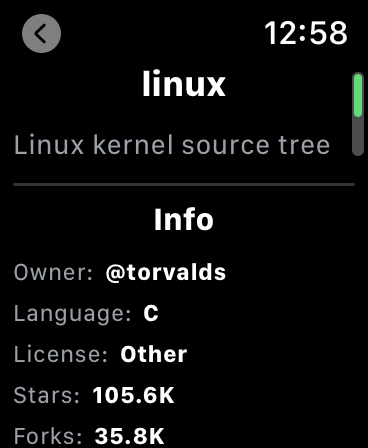 12:58
linux
Linux kernel source tree
Info
Owner: @torvalds
Language: C
License: Other
Stars: 105.6K
Forks: 35.8K